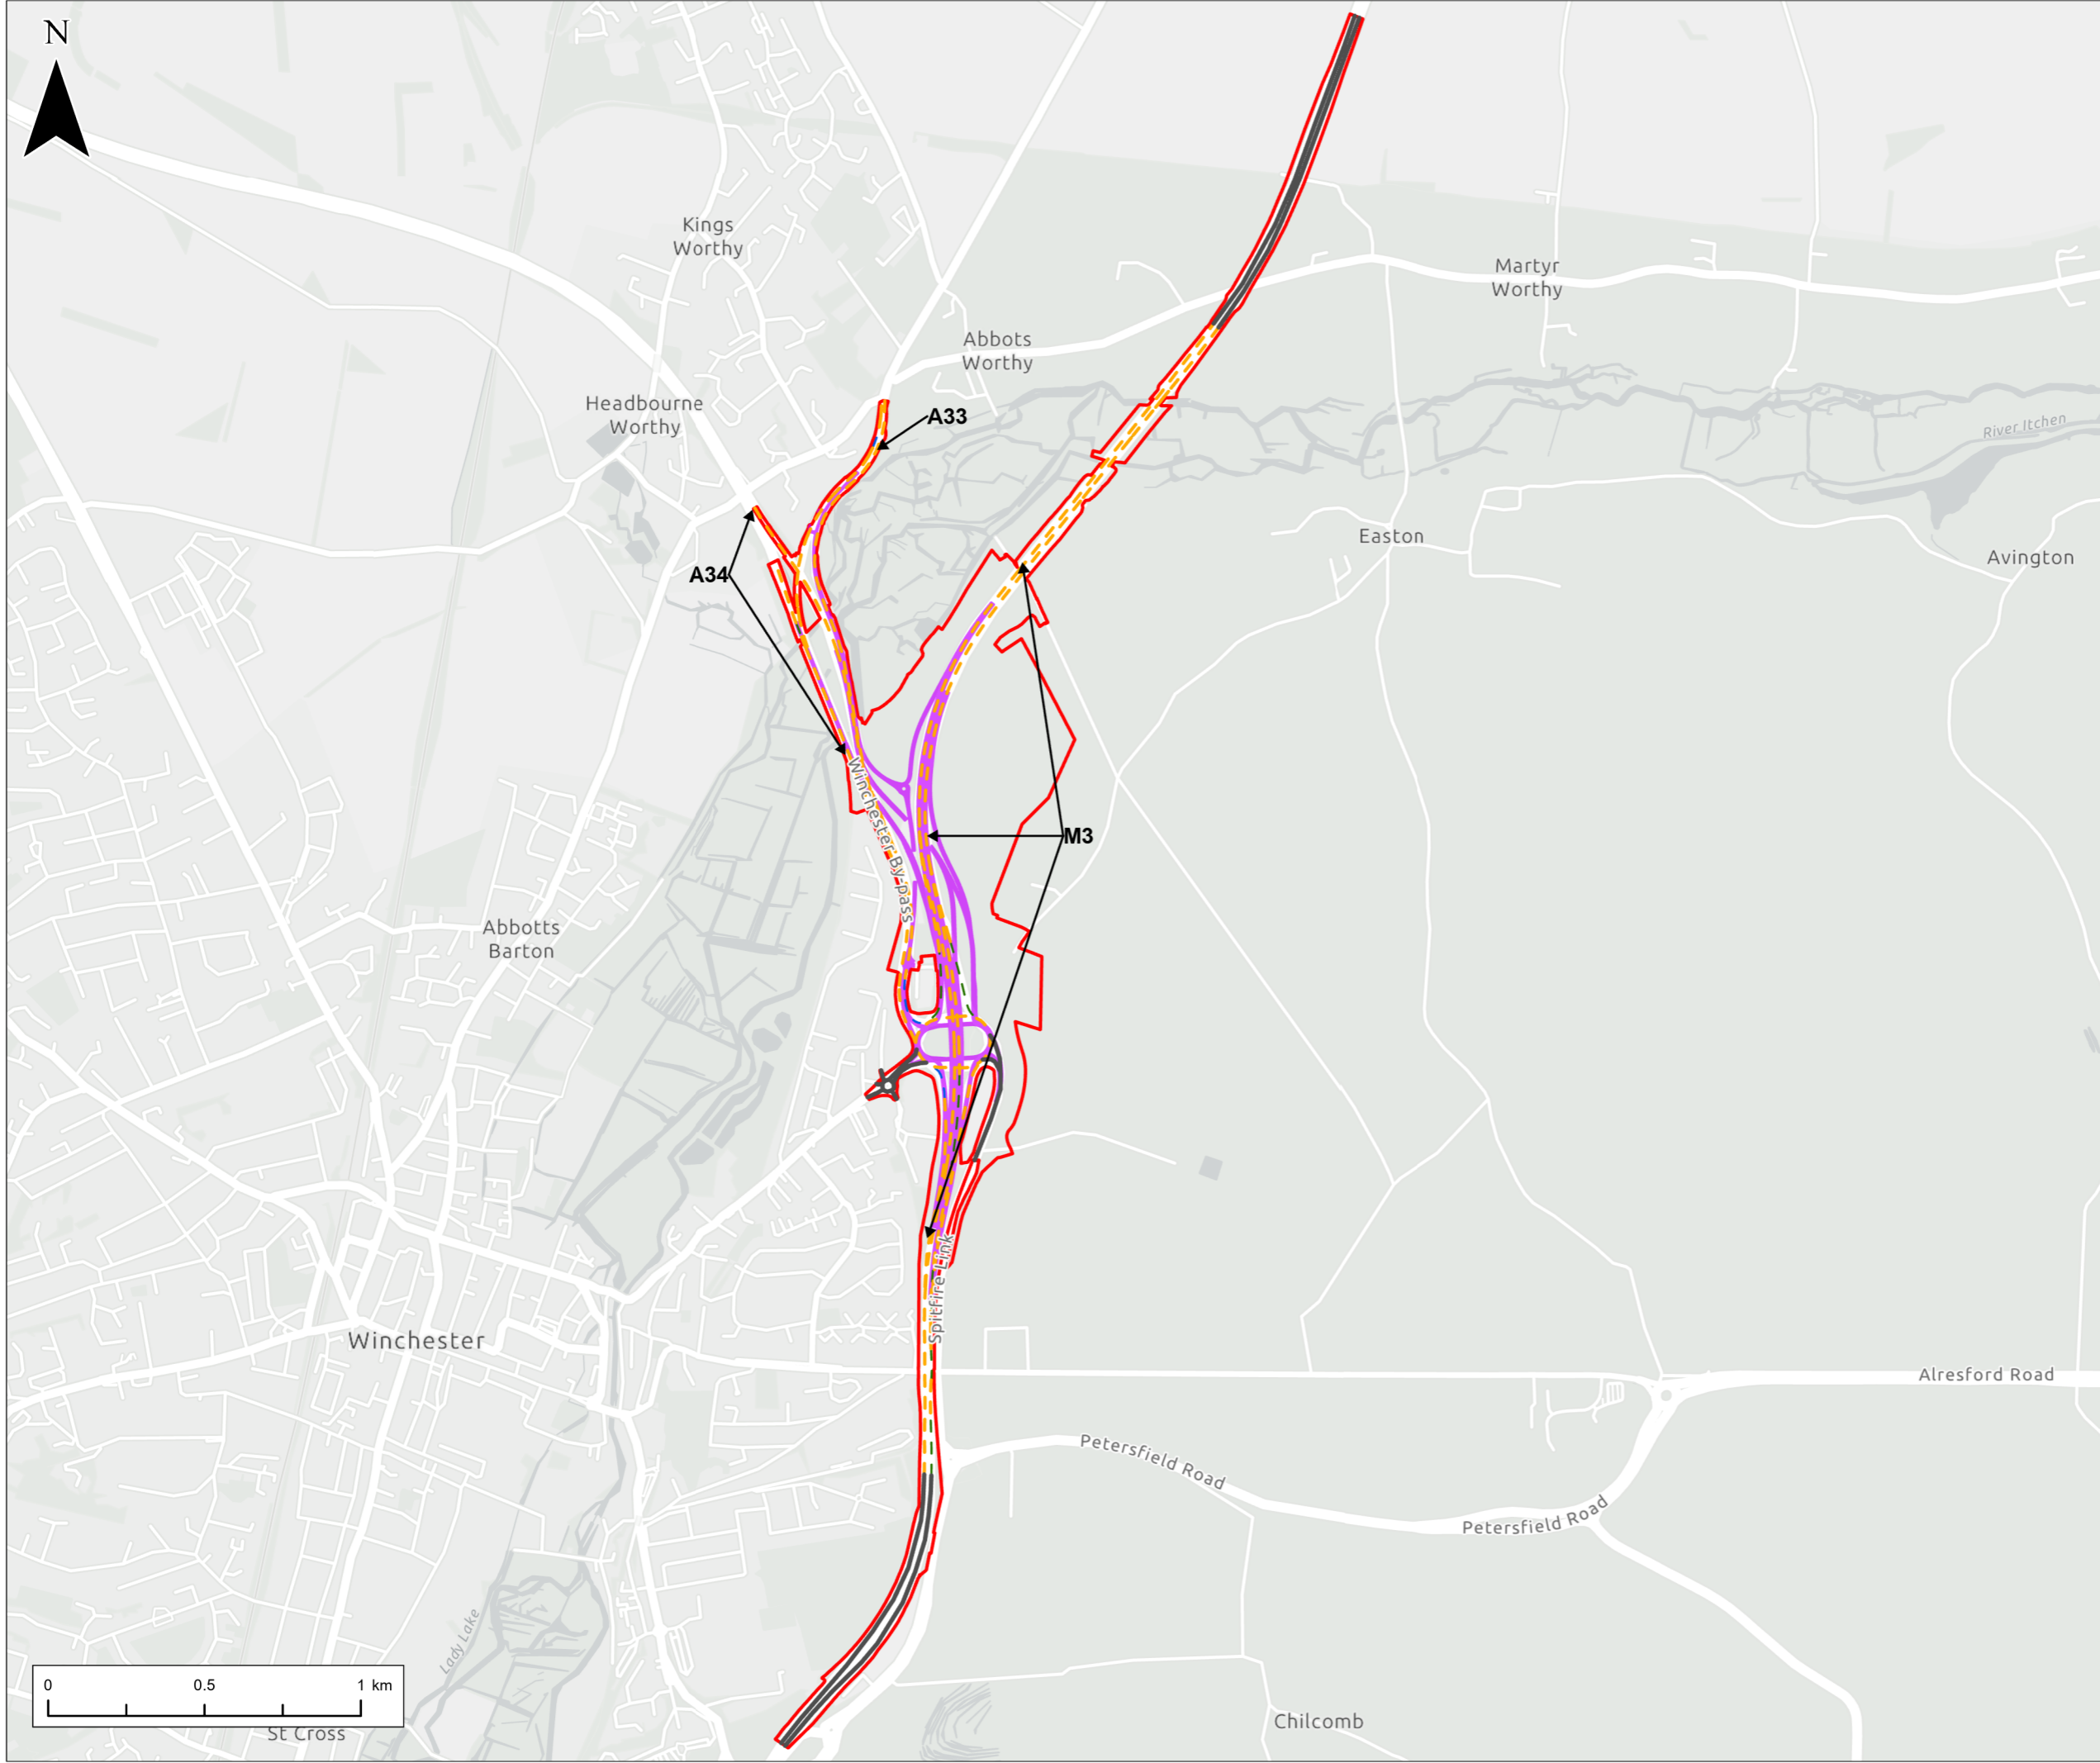 N
Kings
Worthy
Martyr
Worthy
Abbots
Worthy
Headbourne
Worthy
A33
River Itchen
Easton
Avington
A34
Winchester By-pass
M3
Abbotts
Barton
Spitfire Link
Winchester
Alresford Road
Petersfield Road
Petersfield Road
Lady Lake
0 0.5 1 km
St Cross
Chilcomb